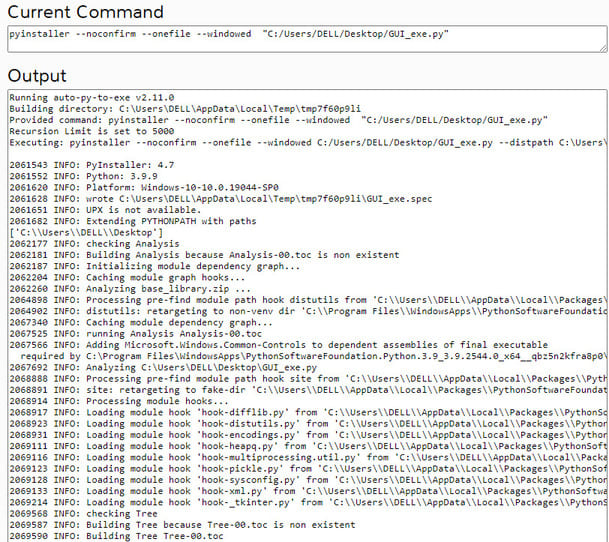 Current Command
pyinstaller --noconfirm --onefile --windowed  "C:/Users/DELL/Desktop/GUI_exe.py"
Output
Running auto-py-to-exe v2.11.0
Building directory: C:\Users\DELL\AppData\Local\Temp\tmp7f60p9li
Provided command: pyinstaller --noconfirm --onefile --windowed  "C:/Users/DELL/Desktop/GUI_exe.py"
Recursion Limit is set to 5000
Executing: pyinstaller --noconfirm --onefile --windowed C:/Users/DELL/Desktop/GUI_exe.py --distpath C:\Users\
2061543 INFO: PyInstaller: 4.7
2061552 INFO: Python: 3.9.9
2061620 INFO: Platform: Windows-10-10.0.19044-SP0
2061628 INFO: wrote C:\Users\DELL\AppData\Local\Temp\tmp7f60p9li\GUI_exe.spec
2061651 INFO: UPX is not available.
2061682 INFO: Extending PYTHONPATH with paths
['C:\\Users\\DELL\\Desktop']
2062177 INFO: checking Analysis
2062181 INFO: Building Analysis because Analysis-00.toc is non existent
2062187 INFO: Initializing module dependency graph...
2062204 INFO: Caching module graph hooks...
2062260 INFO: Analyzing base_library.zip ...
2064898 INFO: Processing pre-find module path hook distutils from 'C:\\Users\\DELL\\AppData\\Local\\Packages\
2064902 INFO: distutils: retargeting to non-venv dir 'C:\\Program Files\\WindowsApps\\PythonSoftwareFoundatio
2067340 INFO: Caching module dependency graph...
2067525 INFO: running Analysis Analysis-00.toc
2067566 INFO: Adding Microsoft.Windows.Common-Controls to dependent assemblies of final executable
  required by C:\Program Files\WindowsApps\PythonSoftwareFoundation.Python.3.9_3.9.2544.0_x64__qbz5n2kfra8p0\
2067692 INFO: Analyzing C:\Users\DELL\Desktop\GUI_exe.py
2068888 INFO: Processing pre-find module path hook site from 'C:\\Users\\DELL\\AppData\\Local\\Packages\\Pyth
2068891 INFO: site: retargeting to fake-dir 'C:\\Users\\DELL\\AppData\\Local\\Packages\\PythonSoftwareFoundat
2068914 INFO: Processing module hooks...
2068917 INFO: Loading module hook 'hook-difflib.py' from 'C:\\Users\\DELL\\AppData\\Local\\Packages\\PythonSo
2068923 INFO: Loading module hook 'hook-distutils.py' from 'C:\\Users\\DELL\\AppData\\Local\\Packages\\Python
2068931 INFO: Loading module hook 'hook-encodings.py' from 'C:\\Users\\DELL\\AppData\\Local\\Packages\\Python
2069111 INFO: Loading module hook 'hook-heapq.py' from 'C:\\Users\\DELL\\AppData\\Local\\Packages\\PythonSoft
2069116 INFO: Loading module hook 'hook-multiprocessing.util.py' from 'C:\\Users\\DELL\\AppData\\Local\\Packa
2069123 INFO: Loading module hook 'hook-pickle.py' from 'C:\\Users\\DELL\\AppData\\Local\\Packages\\PythonSof
2069128 INFO: Loading module hook 'hook-sysconfig.py' from 'C:\\Users\\DELL\\AppData\\Local\\Packages\\Python
2069133 INFO: Loading module hook 'hook-xml.py' from 'C:\\Users\\DELL\\AppData\\Local\\Packages\\PythonSoftwa
2069214 INFO: Loading module hook 'hook-_tkinter.py' from 'C:\\Users\\DELL\\AppData\\Local\\Packages\\PythonS
2069568 INFO: checking Tree
2069587 INFO: Building Tree because Tree-00.toc is non existent
2069590 INFO: Building Tree Tree-00.toc